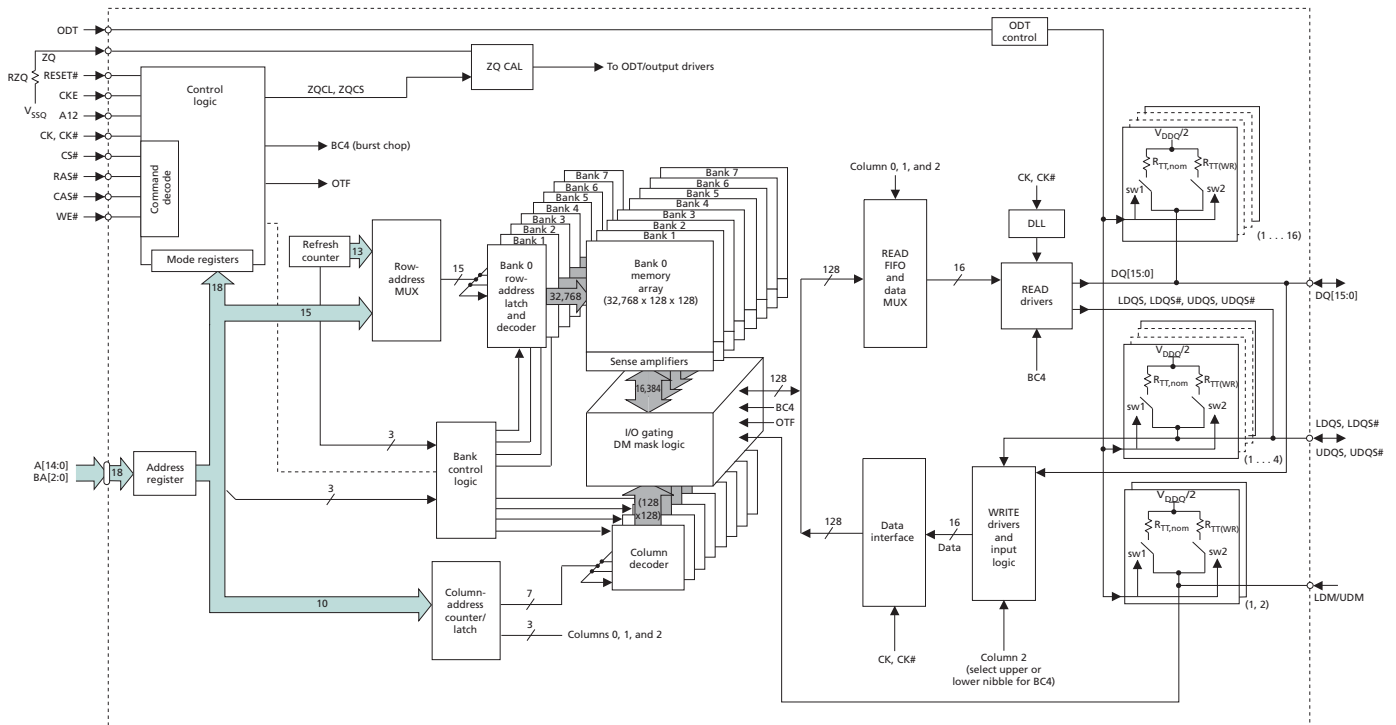 ODT
ODT
control
ZQ
RZQ
RESET#
CKE
VSSQ
A12
CK, CK#
CS#
RAS#
CAS#
WE#
Control
logic
Command
decode
Mode registers
ZQCL, ZQCS
ZQ CAL
To ODT/output drivers
BC4 (burst chop)
OTF
Refresh
counter
13
Row-
address
MUX
15
18
15
Bank 7
Bank 6
Bank 5
Bank 4
Bank 3
Bank 2
Bank 1
Bank 0
row-
address
latch
and
decoder
32,768
Bank 7
Bank 6
Bank 5
Bank 4
Bank 3
Bank 2
Bank 1
Bank 0
memory
array
(32,768 x 128 x 128)
Sense amplifiers
16,384
I/O gating
DM mask logic
128
BC4
OTF
(128
x128)
Column
decoder
3
3
Bank
control
logic
A[14:0]
BA[2:0]
18
Address
register
10
Column-
address
counter/
latch
7
3
Columns 0, 1, and 2
Column 0, 1, and 2
128
READ
FIFO
and
data
MUX
16
CK, CK#
DLL
READ
drivers
BC4
DQ[15:0]
LDQS, LDQS#, UDQS, UDQS#
128
Data
interface
CK, CK#
16
Data
WRITE
drivers
and
input
logic
Column 2
(select upper or
lower nibble for BC4)
VDDQ/2
RTT,nom
RTT(WR)
sw1
sw2
(1 . . . 16)
DQ[15:0]
VDDQ/2
RTT,nom
RTT(WR)
sw1
sw2
(1 . . . 4)
LDQS, LDQS#
UDQS, UDQS#
VDDQ/2
RTT,nom
RTT(WR)
sw1
sw2
(1, 2)
LDM/UDM